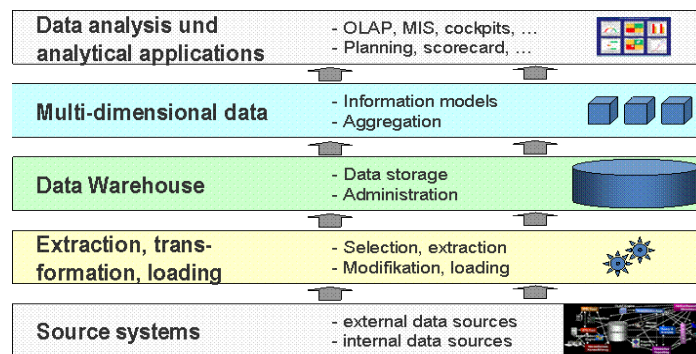 Data analysis und
analytical applications
- OLAP, MIS, cockpits, …
- Planning, scorecard, …
Multi-dimensional data
- Information models
- Aggregation
Data Warehouse
- Data storage
- Administration
Extraction, trans-
formation, loading
- Selection, extraction
- Modifikation, loading
Source systems
- external data sources
- internal data sources